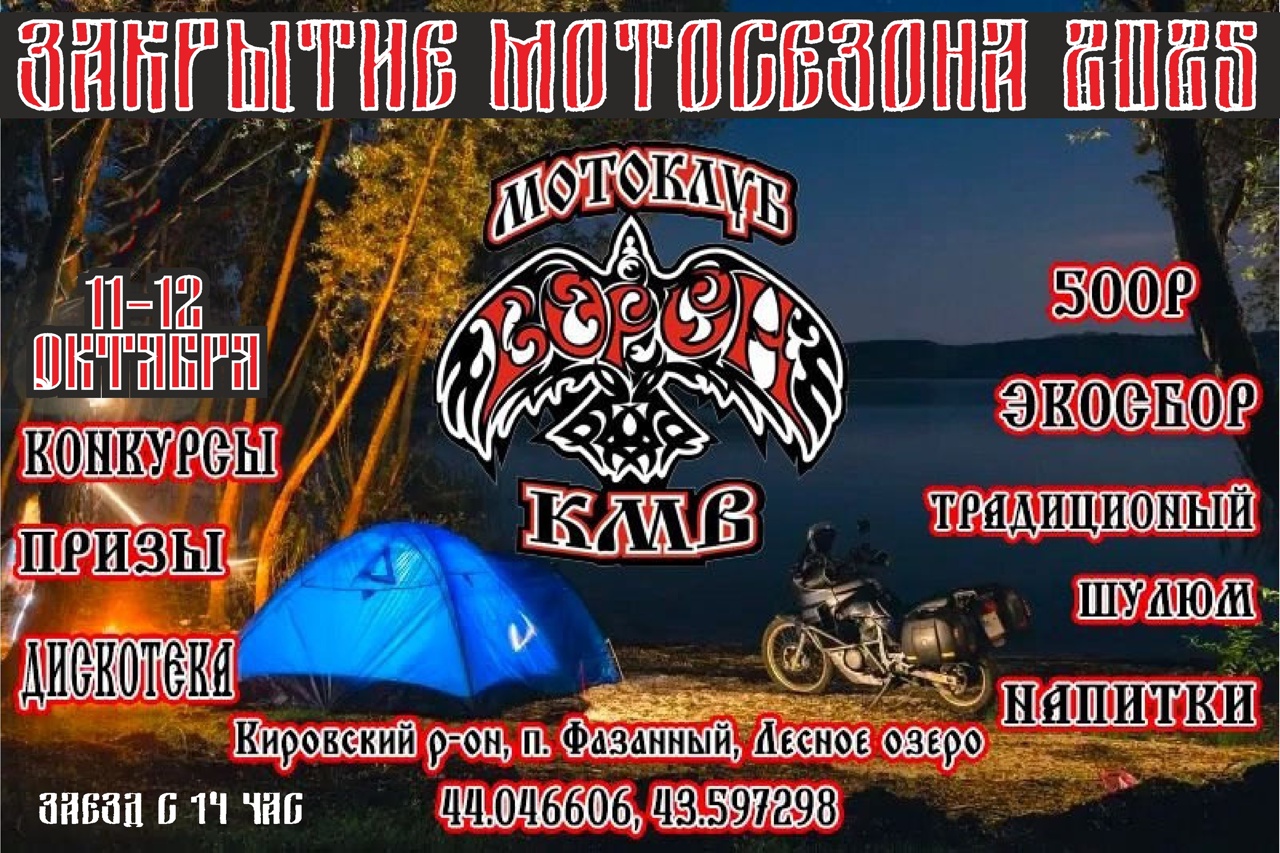 ЗАКРЫТИЕ МОТОСЕЗОНА 2025
МОТОКЛУБ
ВОРОН
КМВ
11-12
ОКТЯБРЯ
КОНКУРСЫ
ПРИЗЫ
ДИСКОТЕКА
500Р
ЭКОСБОР
ТРАДИЦИОНЫЙ
ШУЛЮМ
НАПИТКИ
Кировский р-он, п. Фазанный, Лесное озеро
44.046606, 43.597298
ЗАЕЗД С 14 ЧАС